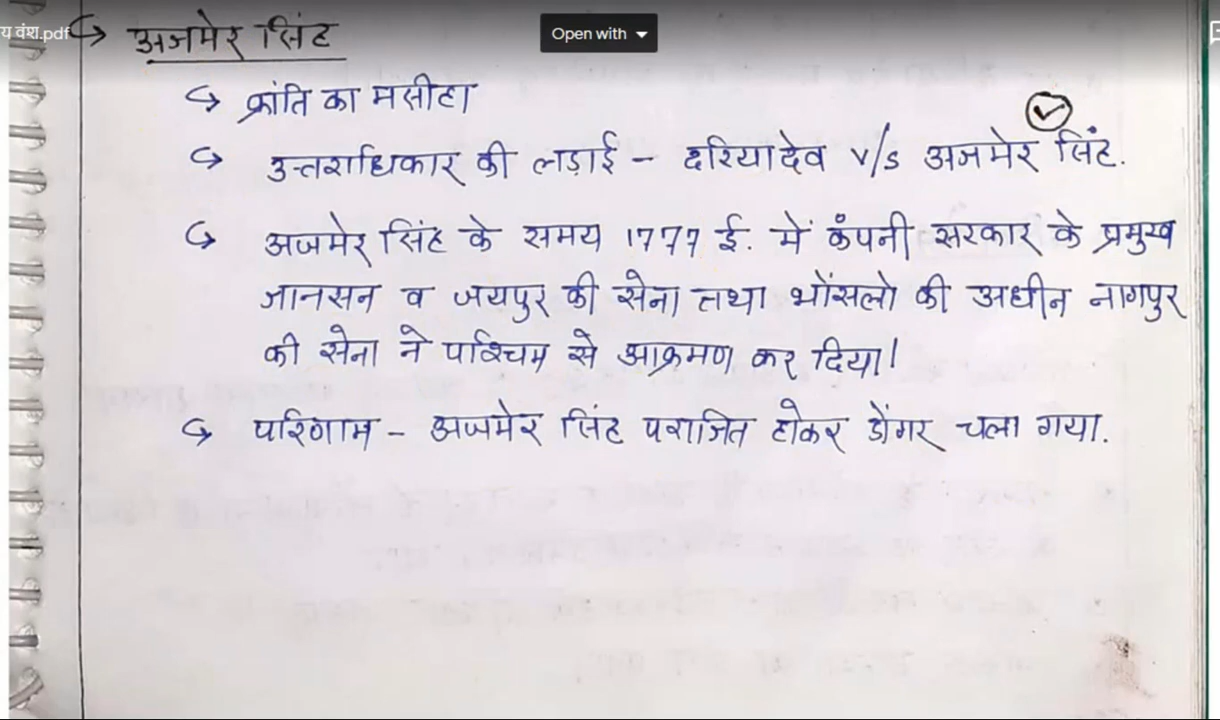 य वंश.pdf
Open with
↳ अजमेर सिंह
↳ क्रांति का मसीहा
↳ उत्तराधिकार की लड़ाई - दरियादेव v/s अजमेर सिंह.
↳ अजमेर सिंह के समय 1777 ई. में कंपनी सरकार के प्रमुख
जानसन व जयपुर की सेना तथा भोंसलो की अधीन नागपुर
की सेना ने पश्चिम से आक्रमण कर दिया।
↳ परिणाम - अजमेर सिंह पराजित होकर डोंगर चला गया.